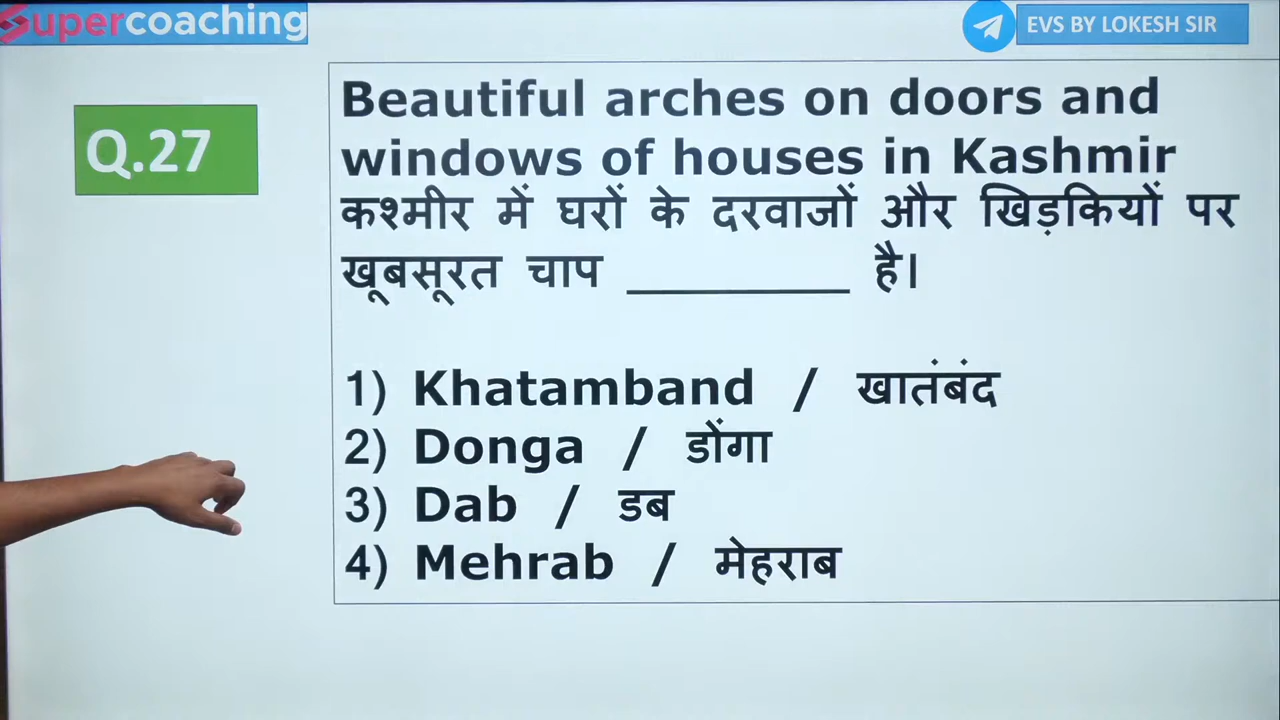 Supercoaching
EVS BY LOKESH SIR
Q.27
Beautiful arches on doors and
windows of houses in Kashmir
कश्मीर में घरों के दरवाजों और खिड़कियों पर
खूबसूरत चाप __________ है।
1) Khatamband / खातंबंद
2) Donga / डोंगा
3) Dab / डब
4) Mehrab / मेहराब